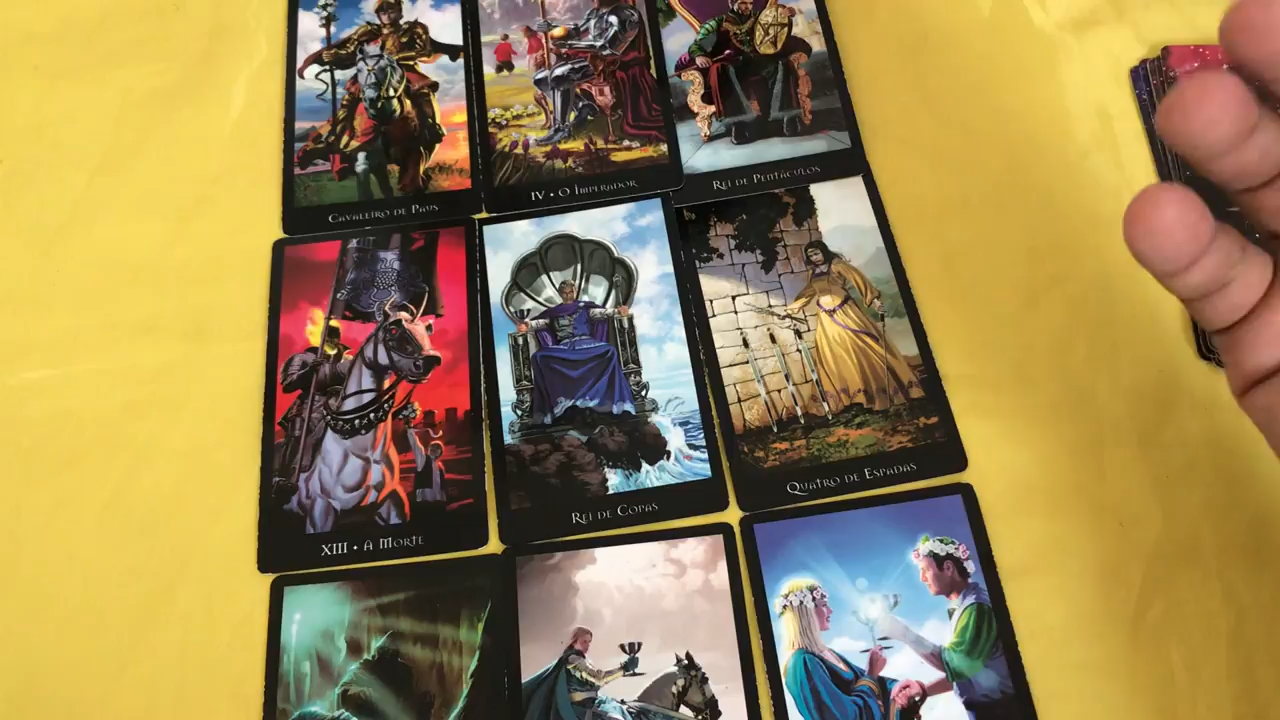 Cavaleiro de Paus
IV • O Imperador
Rei de Pentáculos
XIII • A Morte
Rei de Copas
Quatro de Espadas